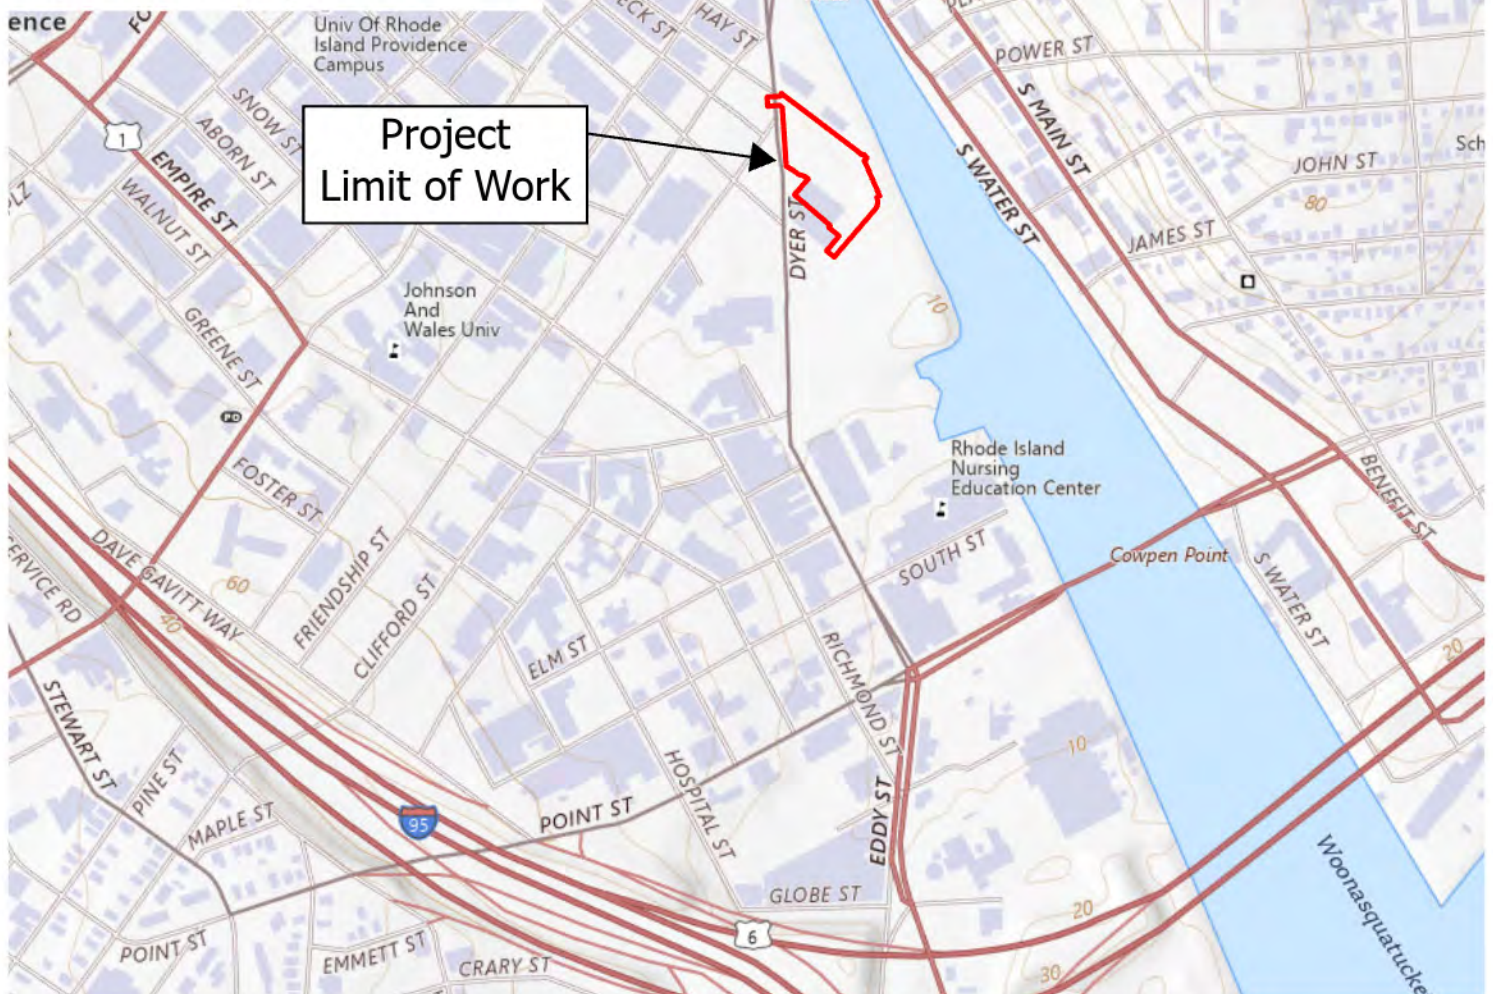 ence
Univ Of Rhode
Island Providence
Campus
ECK ST
HAY ST
POWER ST
S MAIN ST
SNOW ST
ABORN ST
1
EMPIRE ST
WALNUT ST
Project
Limit of Work
S WATER ST
JOHN ST
Sch
80
JAMES ST
DYER ST
10
Johnson
And
Wales Univ
GREENE ST
PO
FOSTER ST
Rhode Island
Nursing
Education Center
BENEFIT ST
SOUTH ST
Cowpen Point
S WATER ST
DAVE GAVITT WAY
SERVICE RD
60
40
FRIENDSHIP ST
CLIFFORD ST
ELM ST
RICHMOND ST
20
STEWART ST
PINE ST
MAPLE ST
95
POINT ST
HOSPITAL ST
EDDY ST
10
GLOBE ST
20
6
POINT ST
EMMETT ST
CRARY ST
30
Woonasquatucke